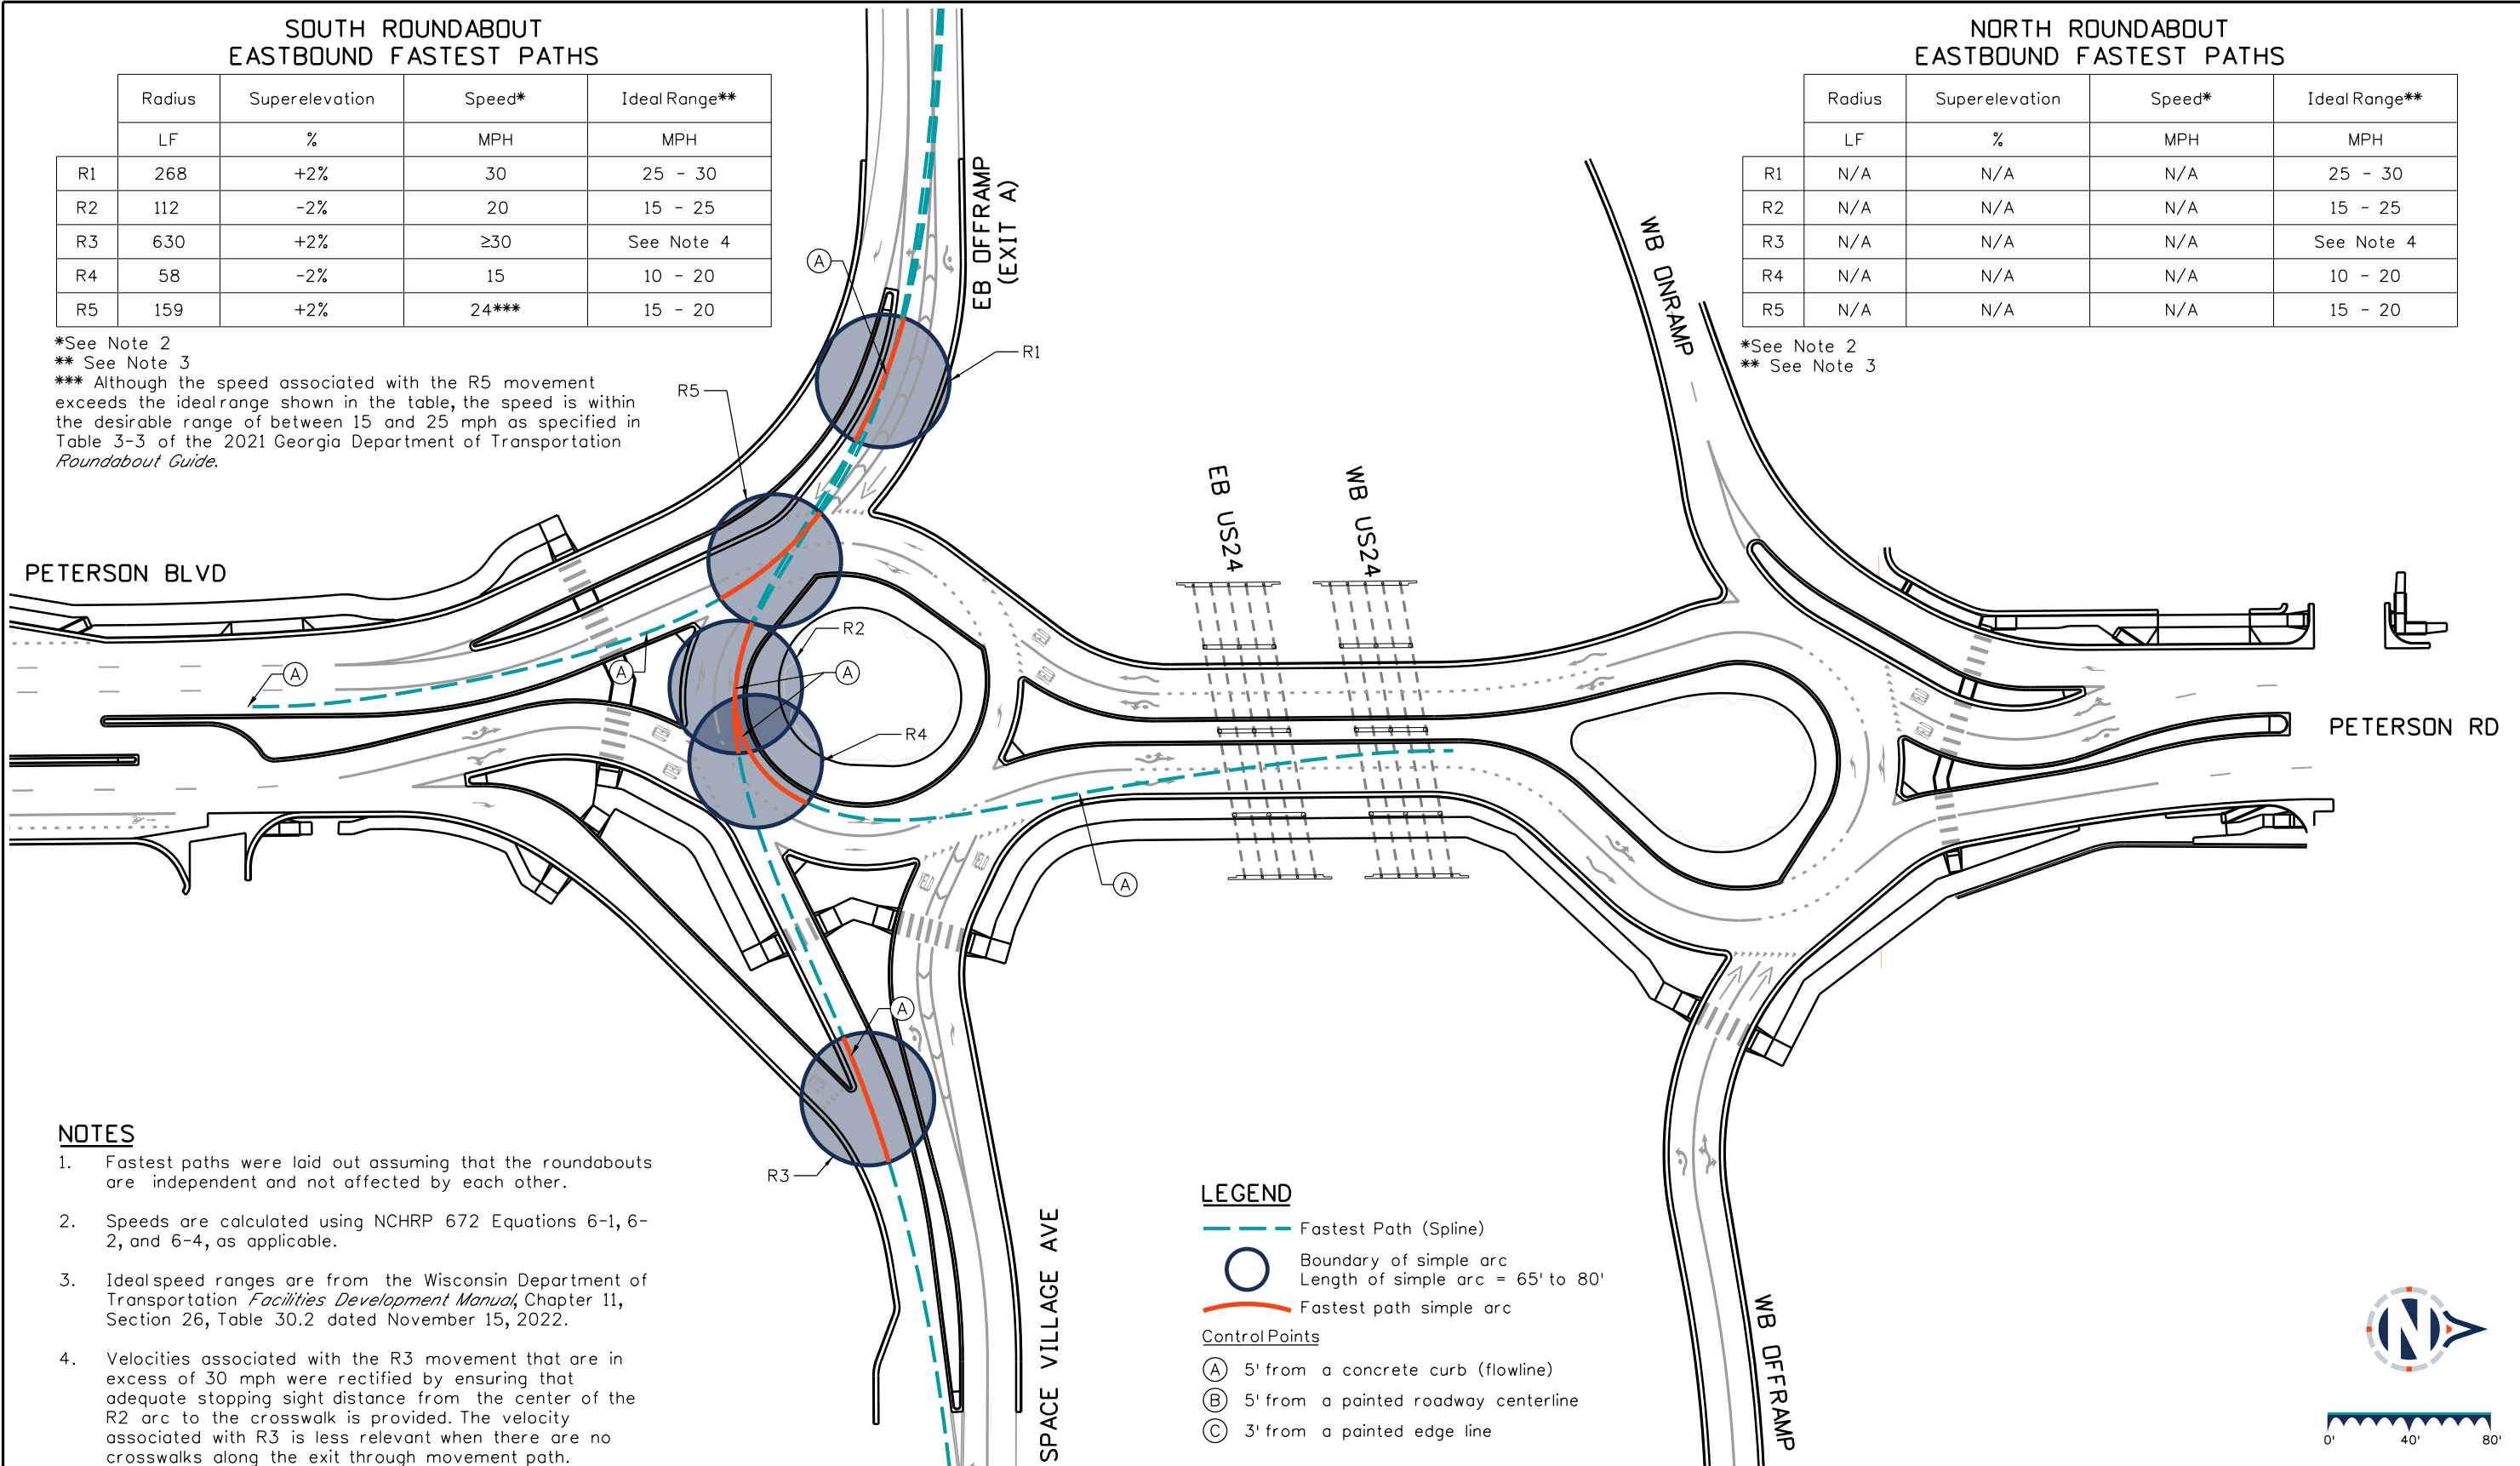 SOUTH ROUNDABOUT
EASTBOUND FASTEST PATHS
Radius Superelevation Speed* Ideal Range**
LF % MPH MPH
R1 268 +2% 30 25 - 30
R2 112 -2% 20 15 - 25
R3 630 +2% ≥30 See Note 4
R4 58 -2% 15 10 - 20
R5 159 +2% 24*** 15 - 20
*See Note 2
** See Note 3
*** Although the speed associated with the R5 movement
exceeds the ideal range shown in the table, the speed is within
the desirable range of between 15 and 25 mph as specified in
Table 3-3 of the 2021 Georgia Department of Transportation
Roundabout Guide.
NORTH ROUNDABOUT
EASTBOUND FASTEST PATHS
Radius Superelevation Speed* Ideal Range**
LF % MPH MPH
R1 N/A N/A N/A 25 - 30
R2 N/A N/A N/A 15 - 25
R3 N/A N/A N/A See Note 4
R4 N/A N/A N/A 10 - 20
R5 N/A N/A N/A 15 - 20
*See Note 2
** See Note 3
EB OFFRAMP
(EXIT A)
WB ONRAMP
A
R1
R5
EB US24
WB US24
PETERSON BLVD
R2
A
A
A
R4
PETERSON RD
A
A
R3
SPACE VILLAGE AVE
WB OFFRAMP
NOTES
1. Fastest paths were laid out assuming that the roundabouts
are independent and not affected by each other.
2. Speeds are calculated using NCHRP 672 Equations 6-1, 6-
2, and 6-4, as applicable.
3. Ideal speed ranges are from the Wisconsin Department of
Transportation Facilities Development Manual, Chapter 11,
Section 26, Table 30.2 dated November 15, 2022.
4. Velocities associated with the R3 movement that are in
excess of 30 mph were rectified by ensuring that
adequate stopping sight distance from the center of the
R2 arc to the crosswalk is provided. The velocity
associated with R3 is less relevant when there are no
crosswalks along the exit through movement path.
LEGEND
Fastest Path (Spline)
Boundary of simple arc
Length of simple arc = 65' to 80'
Fastest path simple arc
Control Points
A 5' from a concrete curb (flowline)
B 5' from a painted roadway centerline
C 3' from a painted edge line
N
0' 40' 80'